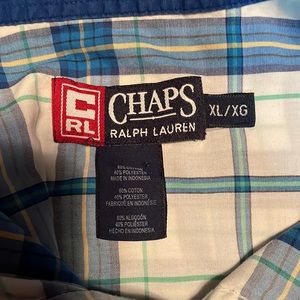 C
RL
CHAPS
RALPH LAUREN
XL/XG
60% COTTON
40% POLYESTER
MADE IN INDONESIA
60% COTON
40% POLYESTER
FABRIQUÉ EN INDONÉSIE
60% ALGODÓN
40% POLIÉSTER
HECHO EN INDONESIA